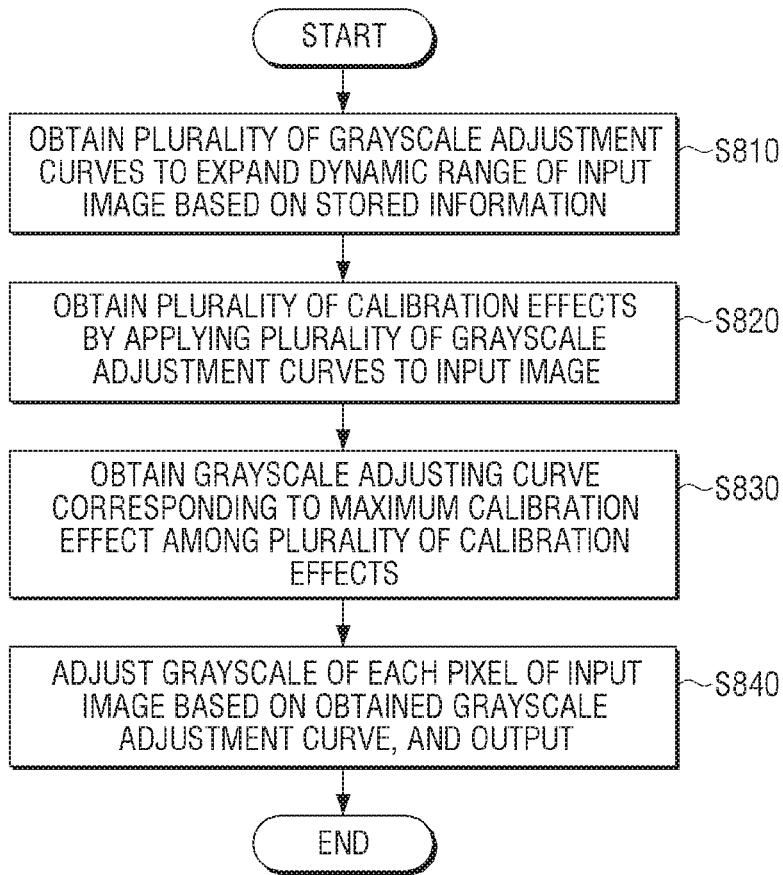 START
OBTAIN PLURALITY OF GRAYSCALE ADJUSTMENT
CURVES TO EXPAND DYNAMIC RANGE OF INPUT
IMAGE BASED ON STORED INFORMATION
S810
OBTAIN PLURALITY OF CALIBRATION EFFECTS
BY APPLYING PLURALITY OF GRAYSCALE
ADJUSTMENT CURVES TO INPUT IMAGE
S820
OBTAIN GRAYSCALE ADJUSTING CURVE
CORRESPONDING TO MAXIMUM CALIBRATION
EFFECT AMONG PLURALITY OF CALIBRATION
EFFECTS
S830
ADJUST GRAYSCALE OF EACH PIXEL OF INPUT
IMAGE BASED ON OBTAINED GRAYSCALE
ADJUSTMENT CURVE, AND OUTPUT
S840
END